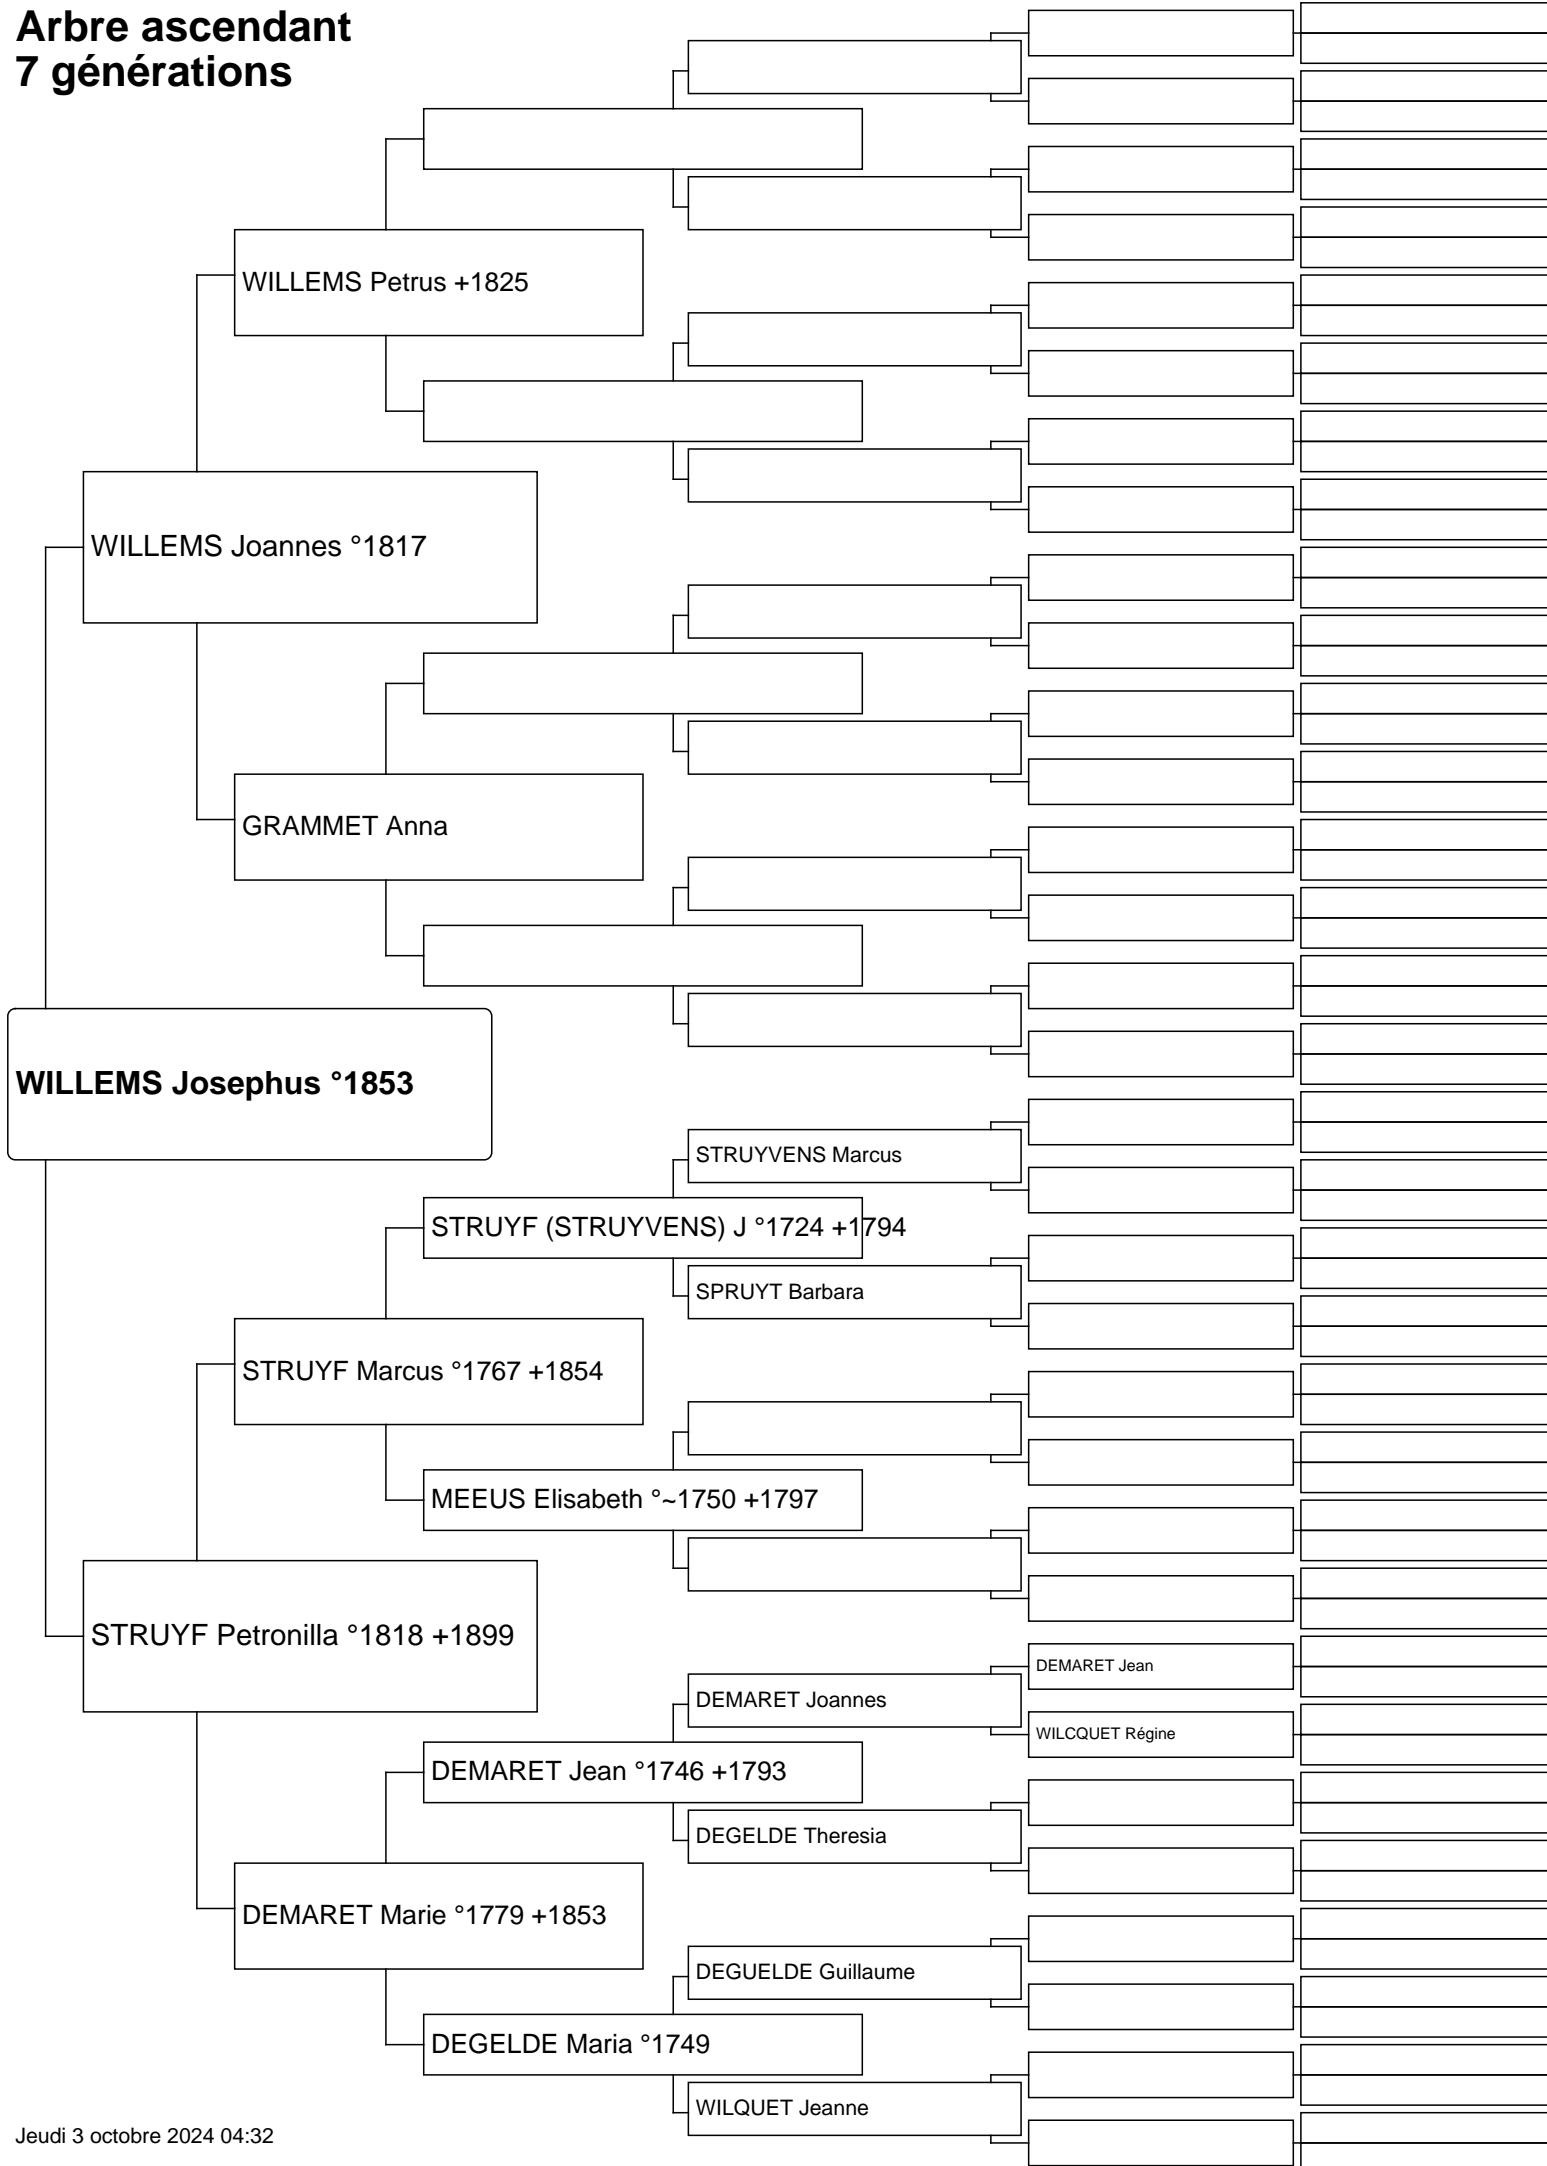 Arbre ascendant
7 générations
WILLEMS Petrus +1825
WILLEMS Joannes °1817
GRAMMET Anna
WILLEMS Josephus °1853
STRUYVENS Marcus
STRUYF (STRUYVENS) J °1724 +1794
SPRUYT Barbara
STRUYF Marcus °1767 +1854
MEEUS Elisabeth °~1750 +1797
STRUYF Petronilla °1818 +1899
DEMARET Jean
DEMARET Joannes
WILCQUET Régine
DEMARET Jean °1746 +1793
DEGELDE Theresia
DEMARET Marie °1779 +1853
DEGUELDE Guillaume
DEGELDE Maria °1749
WILQUET Jeanne
Jeudi 3 octobre 2024 04:32